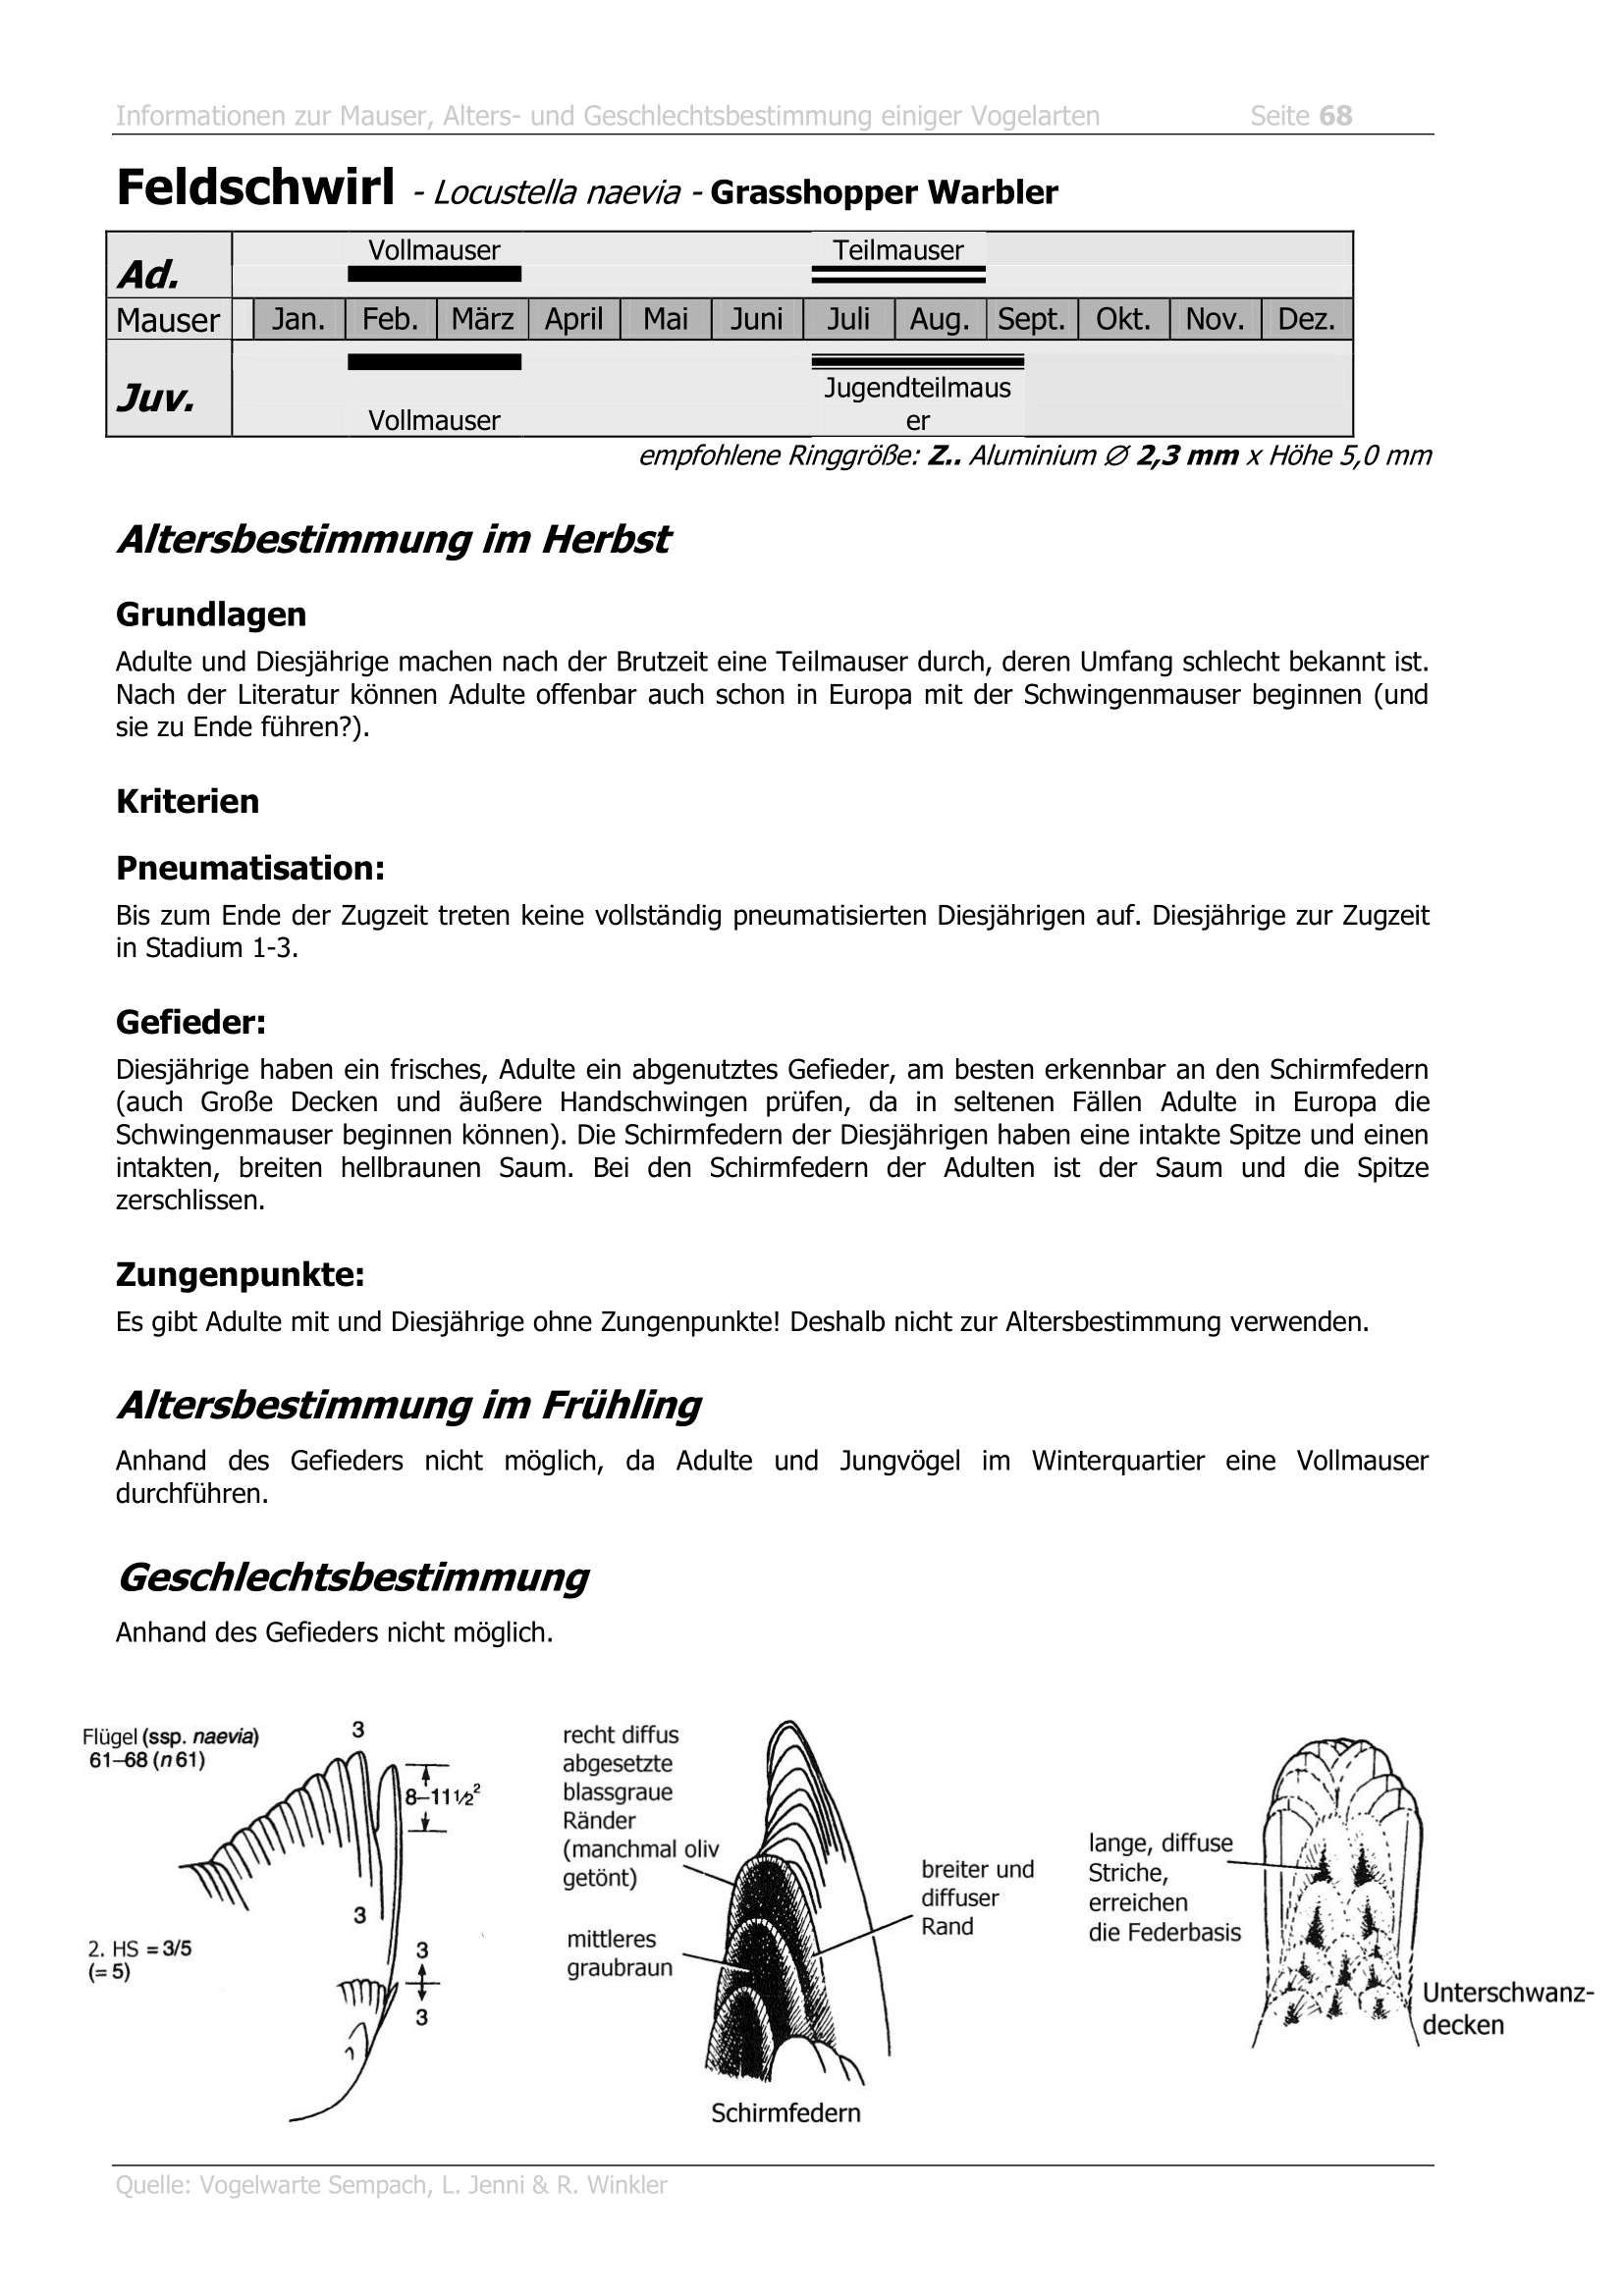 Informationen zur Mauser, Alters- und Geschlechtsbestimmung einiger Vogelarten Seite 68
Feldschwirl - Locustella naevia - Grasshopper Warbler
Vollmauser Teilmauser
Ad.
Mauser Jan. Feb. März April Mai Juni Juli Aug. Sept. Okt. Nov. Dez.
Juv.
Jugendteilmaus
Vollmauser er
empfohlene Ringgröße: Z.. Aluminium ∅ 2,3 mm x Höhe 5,0 mm
Altersbestimmung im Herbst
Grundlagen
Adulte und Diesjährige machen nach der Brutzeit eine Teilmauser durch, deren Umfang schlecht bekannt ist.
Nach der Literatur können Adulte offenbar auch schon in Europa mit der Schwingenmauser beginnen (und
sie zu Ende führen?).
Kriterien
Pneumatisation:
Bis zum Ende der Zugzeit treten keine vollständig pneumatisierten Diesjährigen auf. Diesjährige zur Zugzeit
in Stadium 1-3.
Gefieder:
Diesjährige haben ein frisches, Adulte ein abgenutztes Gefieder, am besten erkennbar an den Schirmfedern
(auch Große Decken und äußere Handschwingen prüfen, da in seltenen Fällen Adulte in Europa die
Schwingenmauser beginnen können). Die Schirmfedern der Diesjährigen haben eine intakte Spitze und einen
intakten, breiten hellbraunen Saum. Bei den Schirmfedern der Adulten ist der Saum und die Spitze
zerschlissen.
Zungenpunkte:
Es gibt Adulte mit und Diesjährige ohne Zungenpunkte! Deshalb nicht zur Altersbestimmung verwenden.
Altersbestimmung im Frühling
Anhand des Gefieders nicht möglich, da Adulte und Jungvögel im Winterquartier eine Vollmauser
durchführen.
Geschlechtsbestimmung
Anhand des Gefieders nicht möglich.
Flügel (ssp. naevia)
61–68 (n 61)
3
8–11½²
3
2. HS = 3/5
(= 5)
3
3
recht diffus
abgesetzte
blassgraue
Ränder
(manchmal oliv
getönt)
mittleres
graubraun
breiter und
diffuser
Rand
Schirmfedern
lange, diffuse
Striche,
erreichen
die Federbasis
Unterschwanz-
decken
Quelle: Vogelwarte Sempach, L. Jenni & R. Winkler